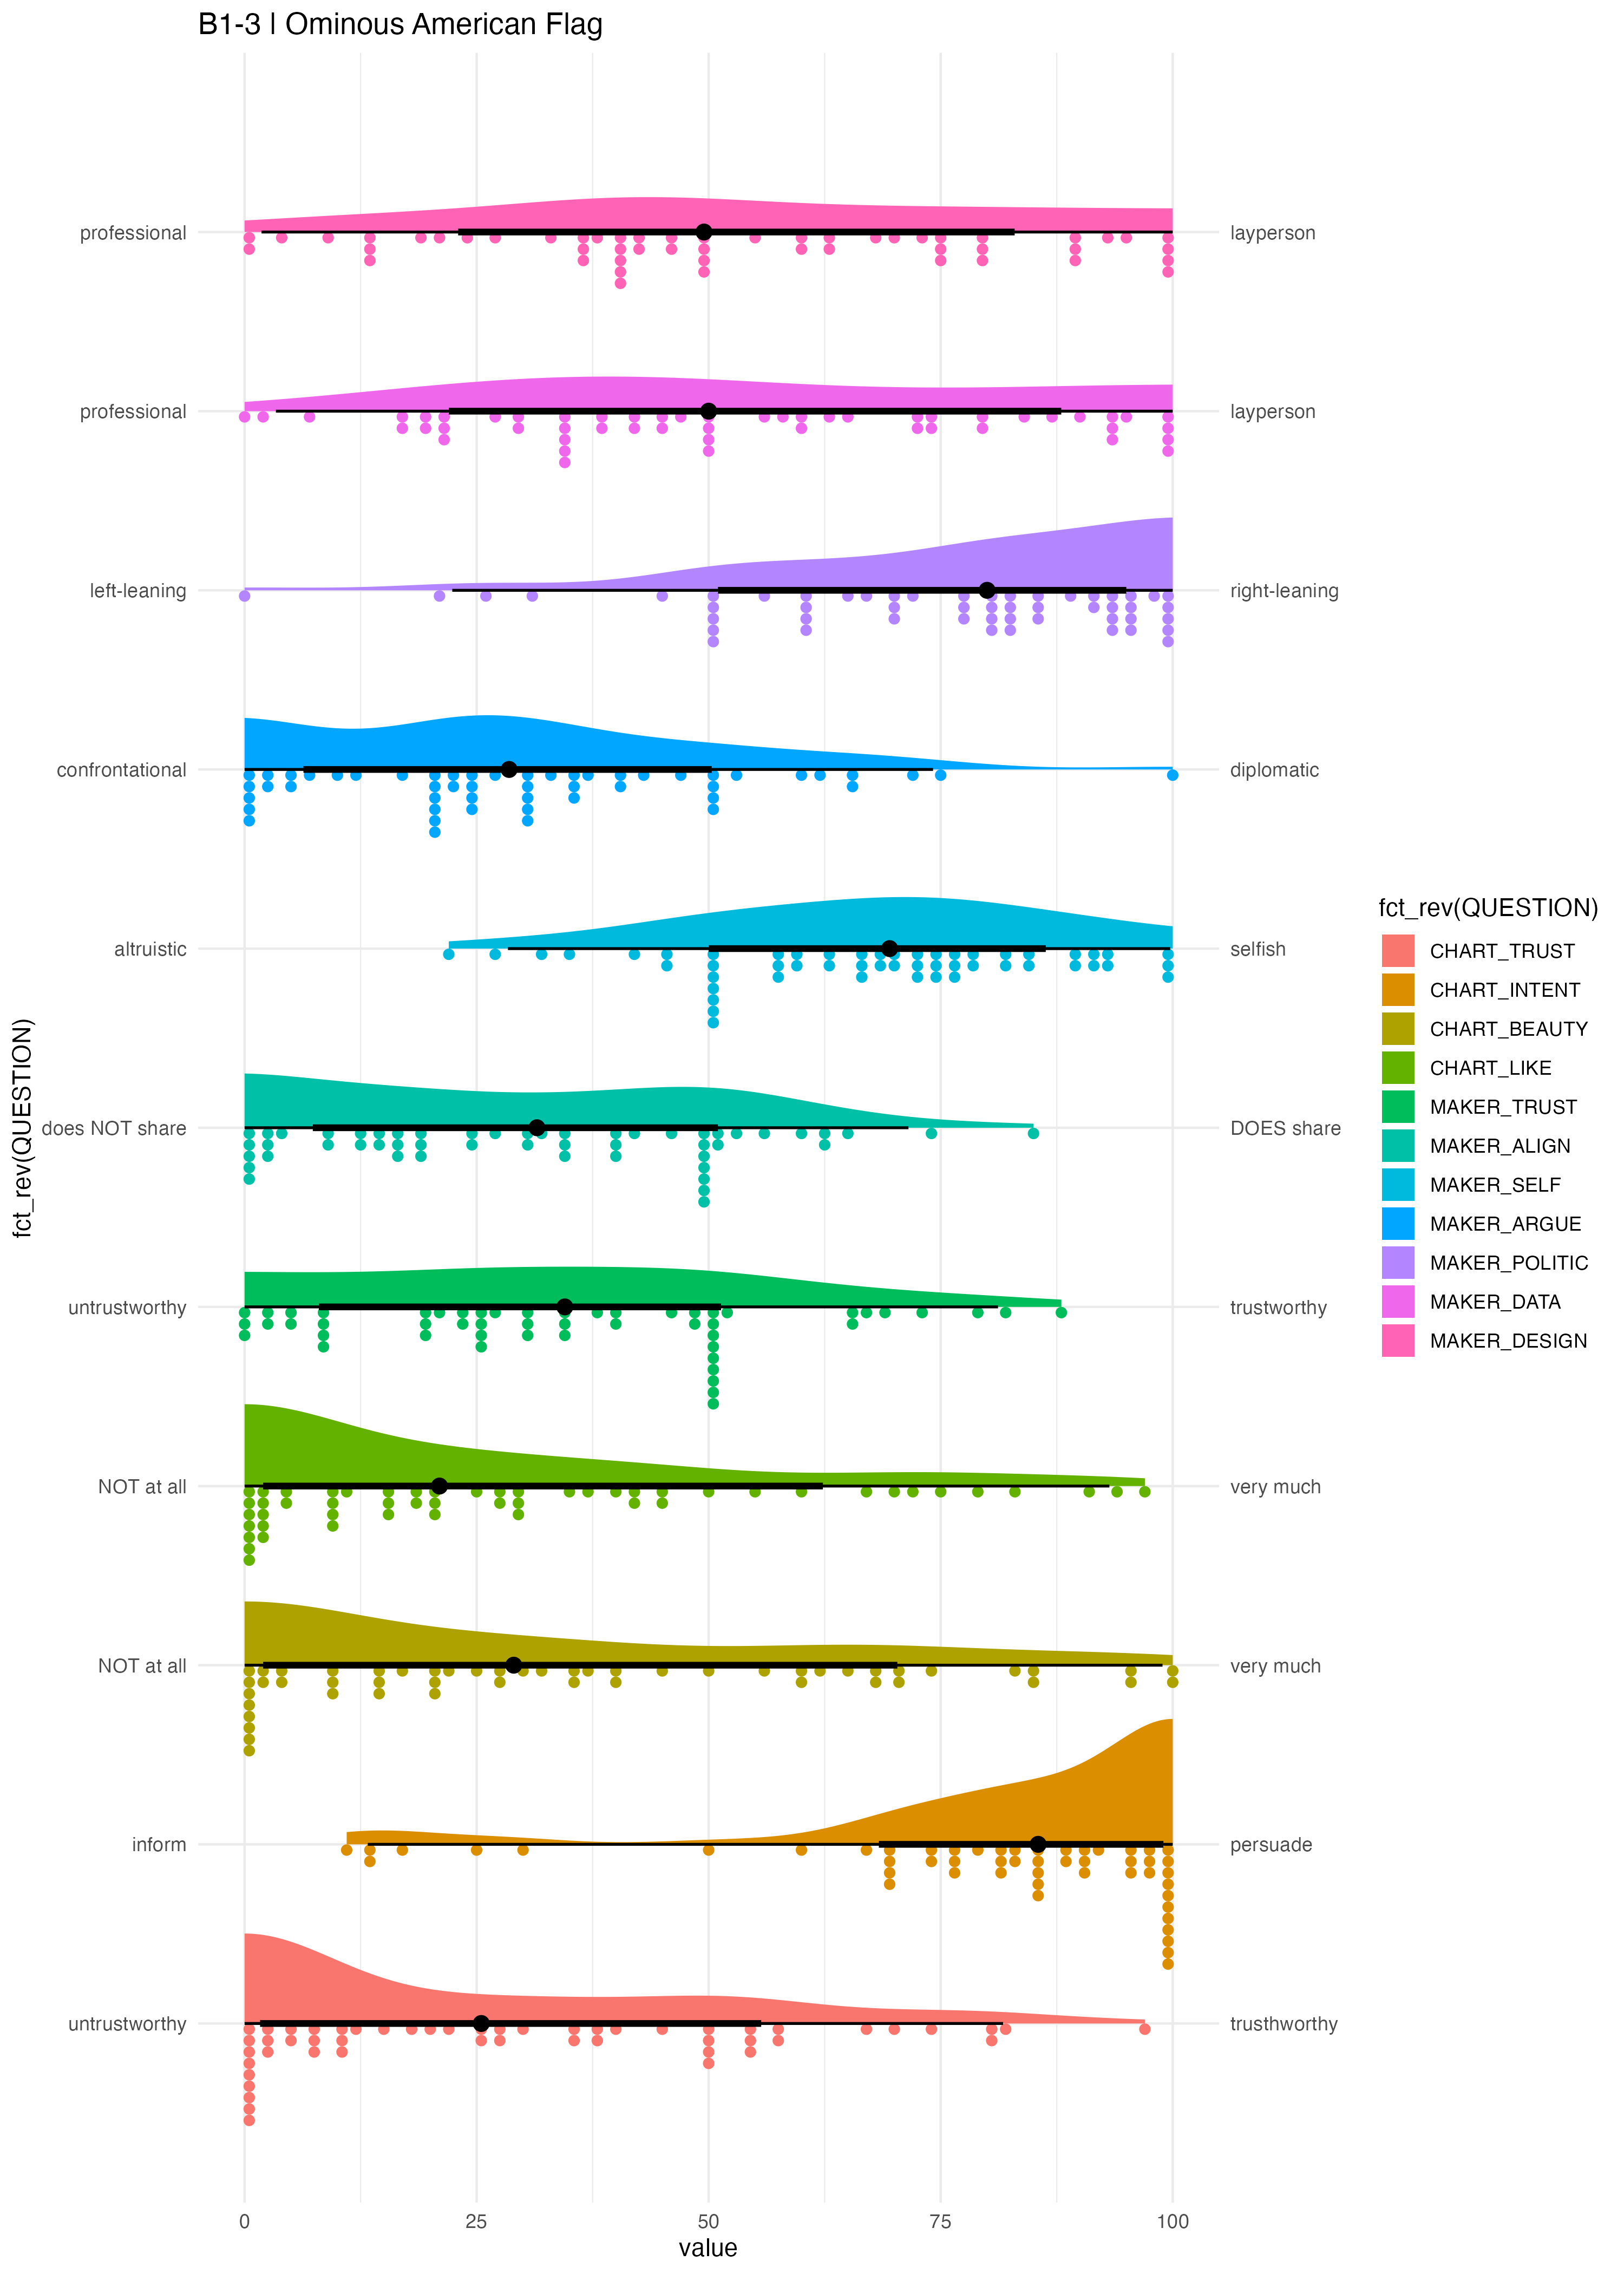 B1-3 | Ominous American Flag
professional
layperson
professional
layperson
left-leaning
right-leaning
confrontational
diplomatic
altruistic
selfish
does NOT share
DOES share
untrustworthy
trustworthy
NOT at all
very much
NOT at all
very much
inform
persuade
untrustworthy
trusthworthy
fct_rev(QUESTION)
0 25 50 75 100
value
fct_rev(QUESTION)
CHART_TRUST
CHART_INTENT
CHART_BEAUTY
CHART_LIKE
MAKER_TRUST
MAKER_ALIGN
MAKER_SELF
MAKER_ARGUE
MAKER_POLITIC
MAKER_DATA
MAKER_DESIGN